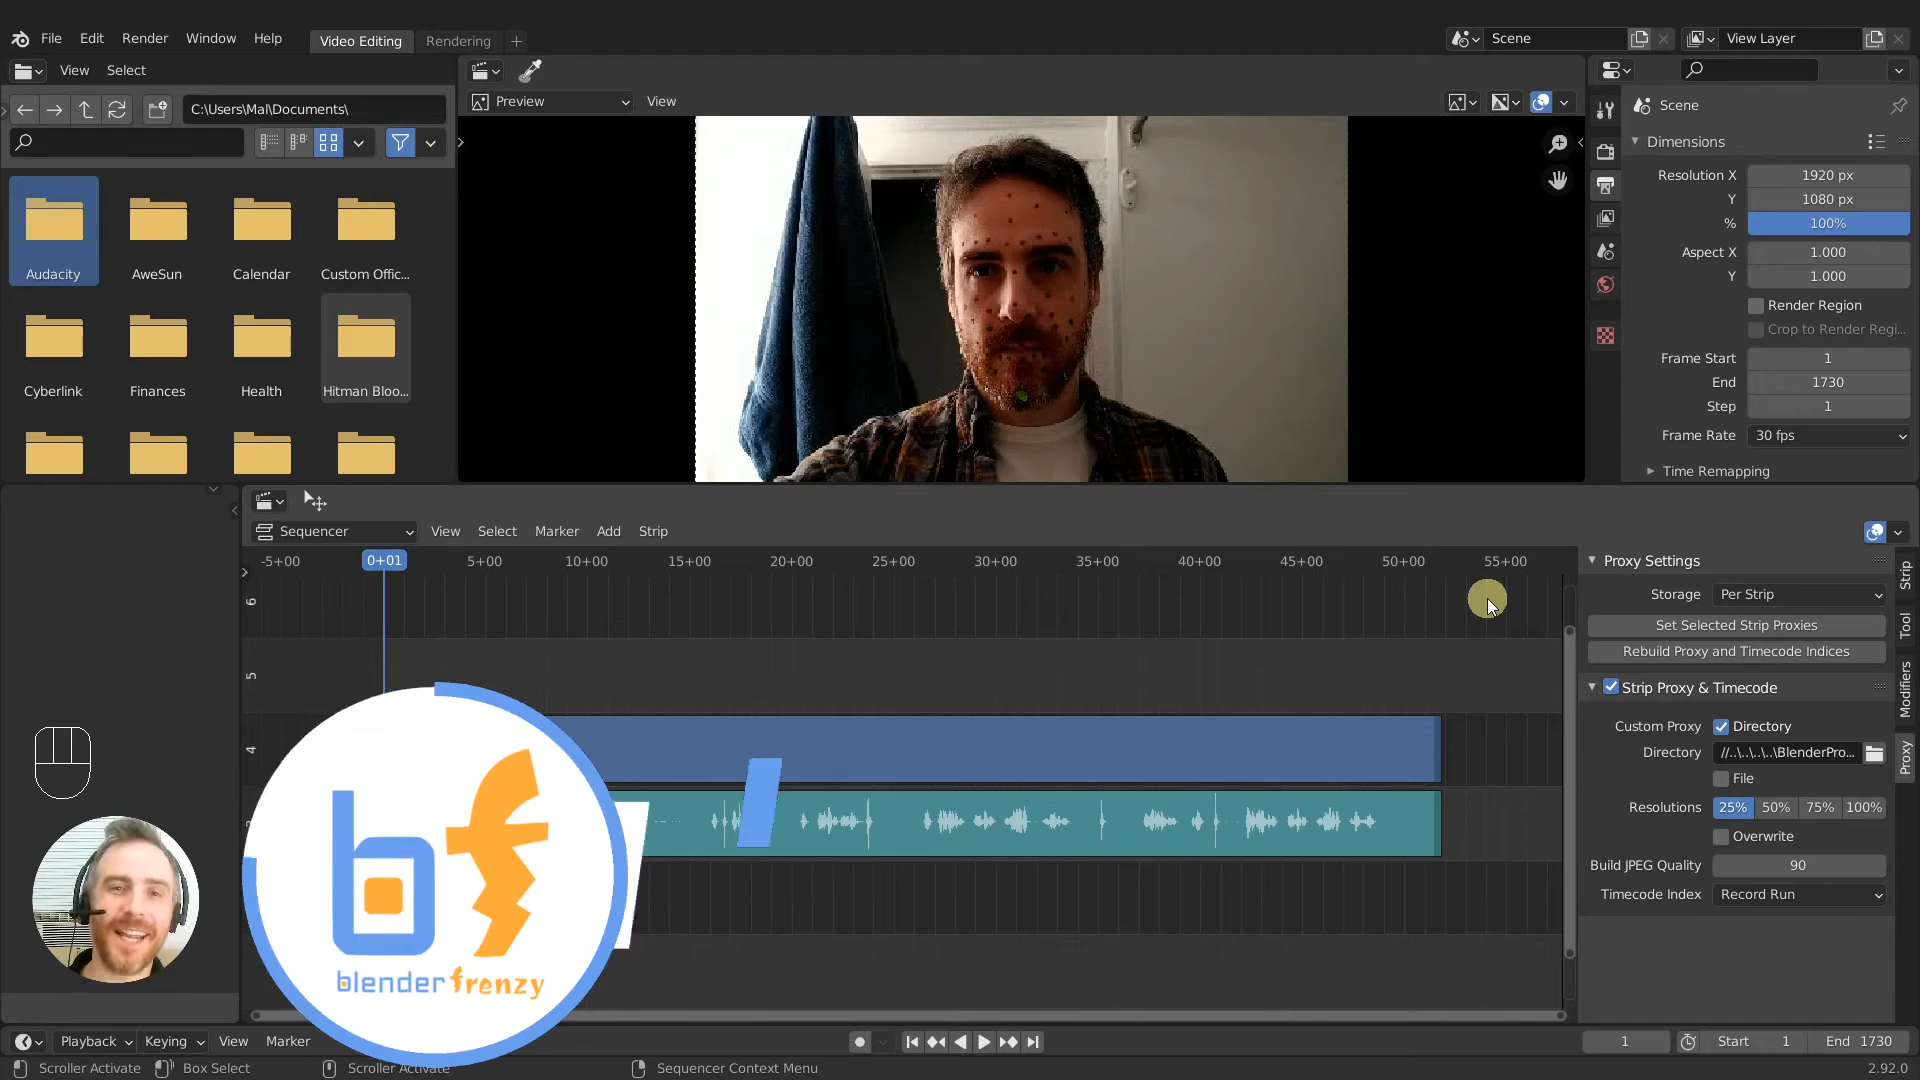 File Edit Render Window Help Video Editing Rendering + Scene View Layer
View Select
Preview View
C:\Users\Mal\Documents\
Audacity AweSun Calendar Custom Offic...
Cyberlink Finances Health Hitman Bloo...
Scene
Dimensions
Resolution X 1920 px
Y 1080 px
% 100%
Aspect X 1.000
Y 1.000
Render Region
Crop to Render Regi...
Frame Start 1
End 1730
Step 1
Frame Rate 30 fps
Time Remapping
Sequencer View Select Marker Add Strip
-5+00 0+01 5+00 10+00 15+00 20+00 25+00 30+00 35+00 40+00 45+00 50+00 55+00
6
5
4
Proxy Settings
Storage Per Strip
Set Selected Strip Proxies
Rebuild Proxy and Timecode Indices
Strip Proxy & Timecode
Custom Proxy Directory
Directory //..\..\..\..\BlenderPro...
File
Resolutions 25% 50% 75% 100%
Overwrite
Build JPEG Quality 90
Timecode Index Record Run
Strip
Tool
Modifiers
Proxy
bf
blender frenzy
Playback Keying View Marker 1 Start 1 End 1730
Scroller Activate Box Select Scroller Activate Sequencer Context Menu 2.92.0